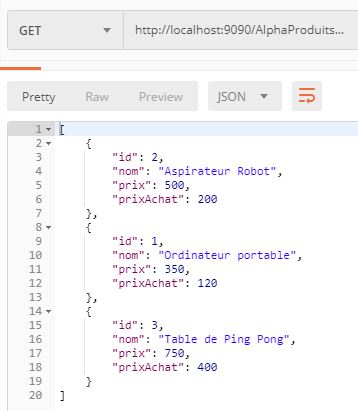 GET http://localhost:9090/AlphaProduits...
Pretty Raw Preview JSON
1 [
2 {
3 "id": 2,
4 "nom": "Aspirateur Robot",
5 "prix": 500,
6 "prixAchat": 200
7 },
8 {
9 "id": 1,
10 "nom": "Ordinateur portable",
11 "prix": 350,
12 "prixAchat": 120
13 },
14 {
15 "id": 3,
16 "nom": "Table de Ping Pong",
17 "prix": 750,
18 "prixAchat": 400
19 }
20 ]